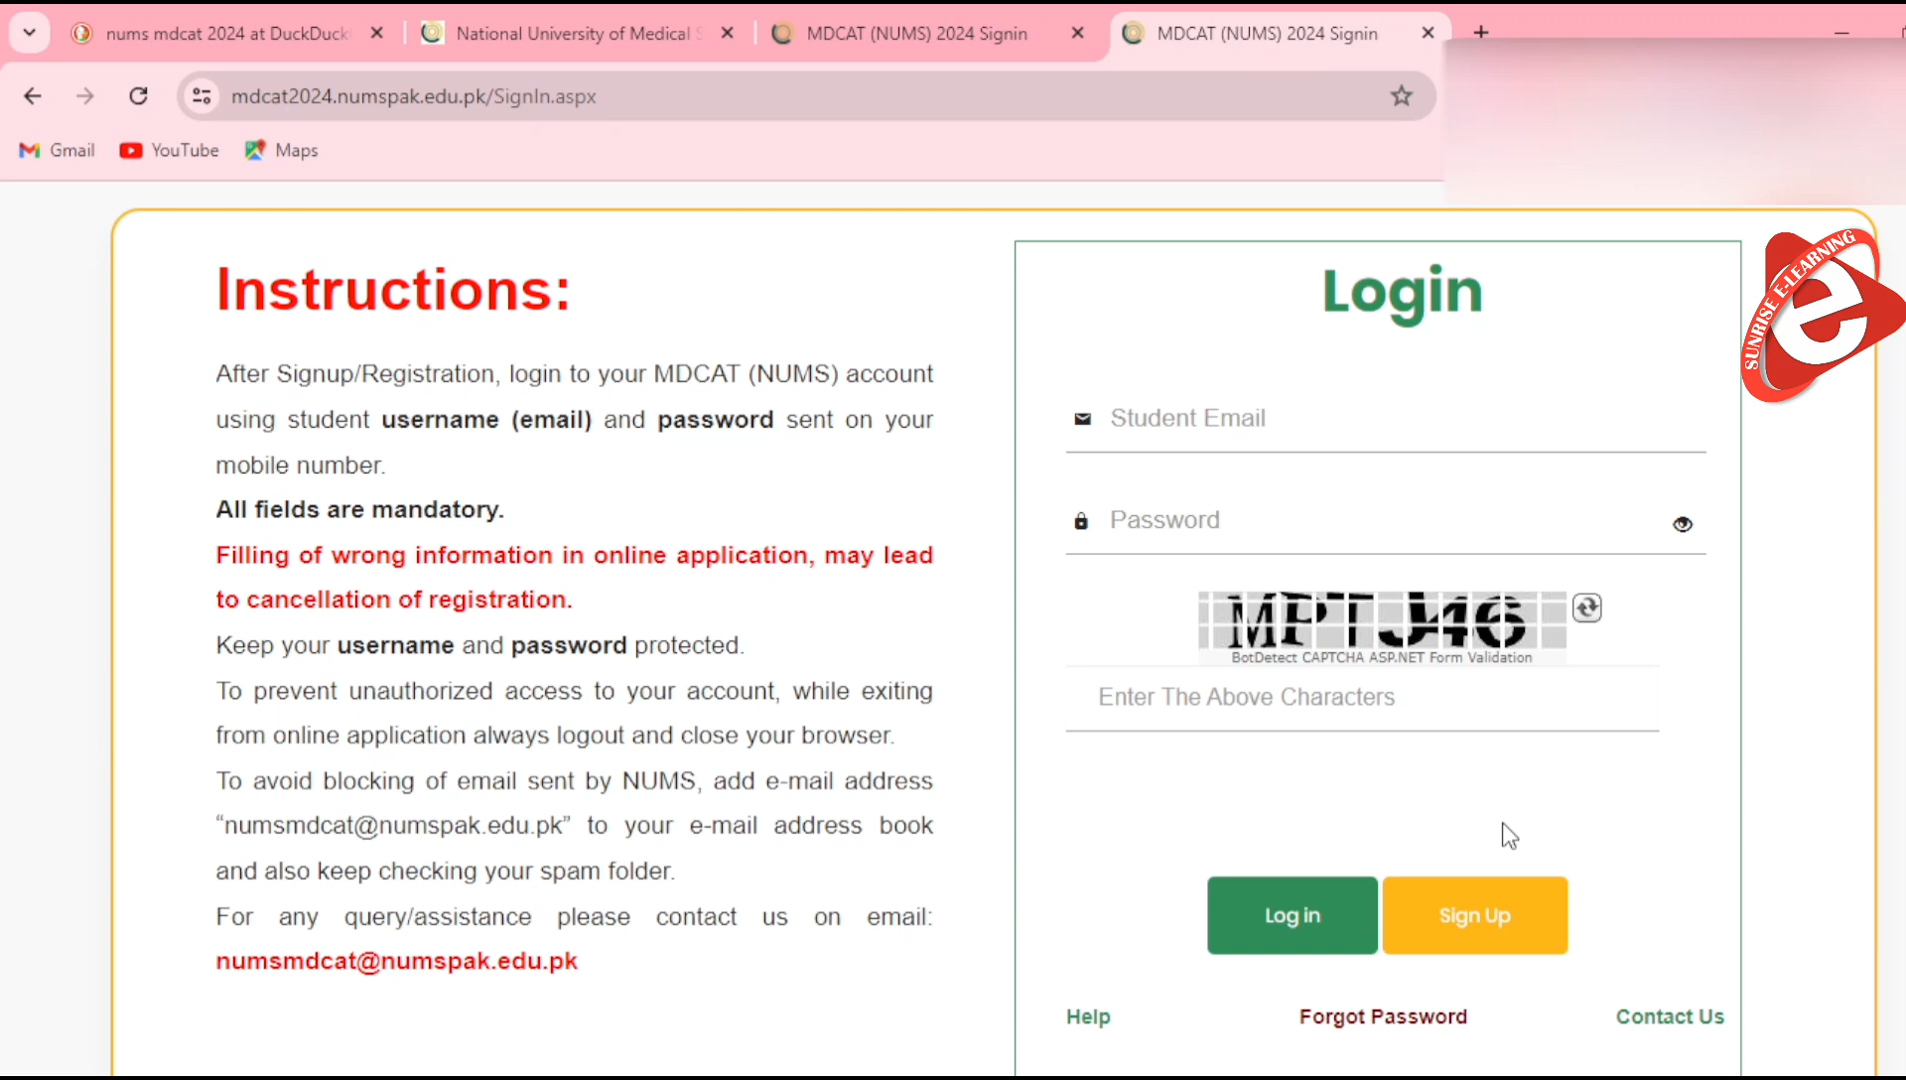 nums mdcat 2024 at DuckDuck
National University of Medical S
MDCAT (NUMS) 2024 Signin
MDCAT (NUMS) 2024 Signin
mdcat2024.numspak.edu.pk/SignIn.aspx
Gmail
YouTube
Maps
Instructions:
After Signup/Registration, login to your MDCAT (NUMS) account
using student username (email) and password sent on your
mobile number.
All fields are mandatory.
Filling of wrong information in online application, may lead
to cancellation of registration.
Keep your username and password protected.
To prevent unauthorized access to your account, while exiting
from online application always logout and close your browser.
To avoid blocking of email sent by NUMS, add e-mail address
“numsmdcat@numspak.edu.pk” to your e-mail address book
and also keep checking your spam folder.
For any query/assistance please contact us on email:
numsmdcat@numspak.edu.pk
Login
Student Email
Password
MPTJ46
BotDetect CAPTCHA ASP.NET Form Validation
Enter The Above Characters
Log in
Sign Up
Help
Forgot Password
Contact Us
SUNRISE E-LEARNING
e